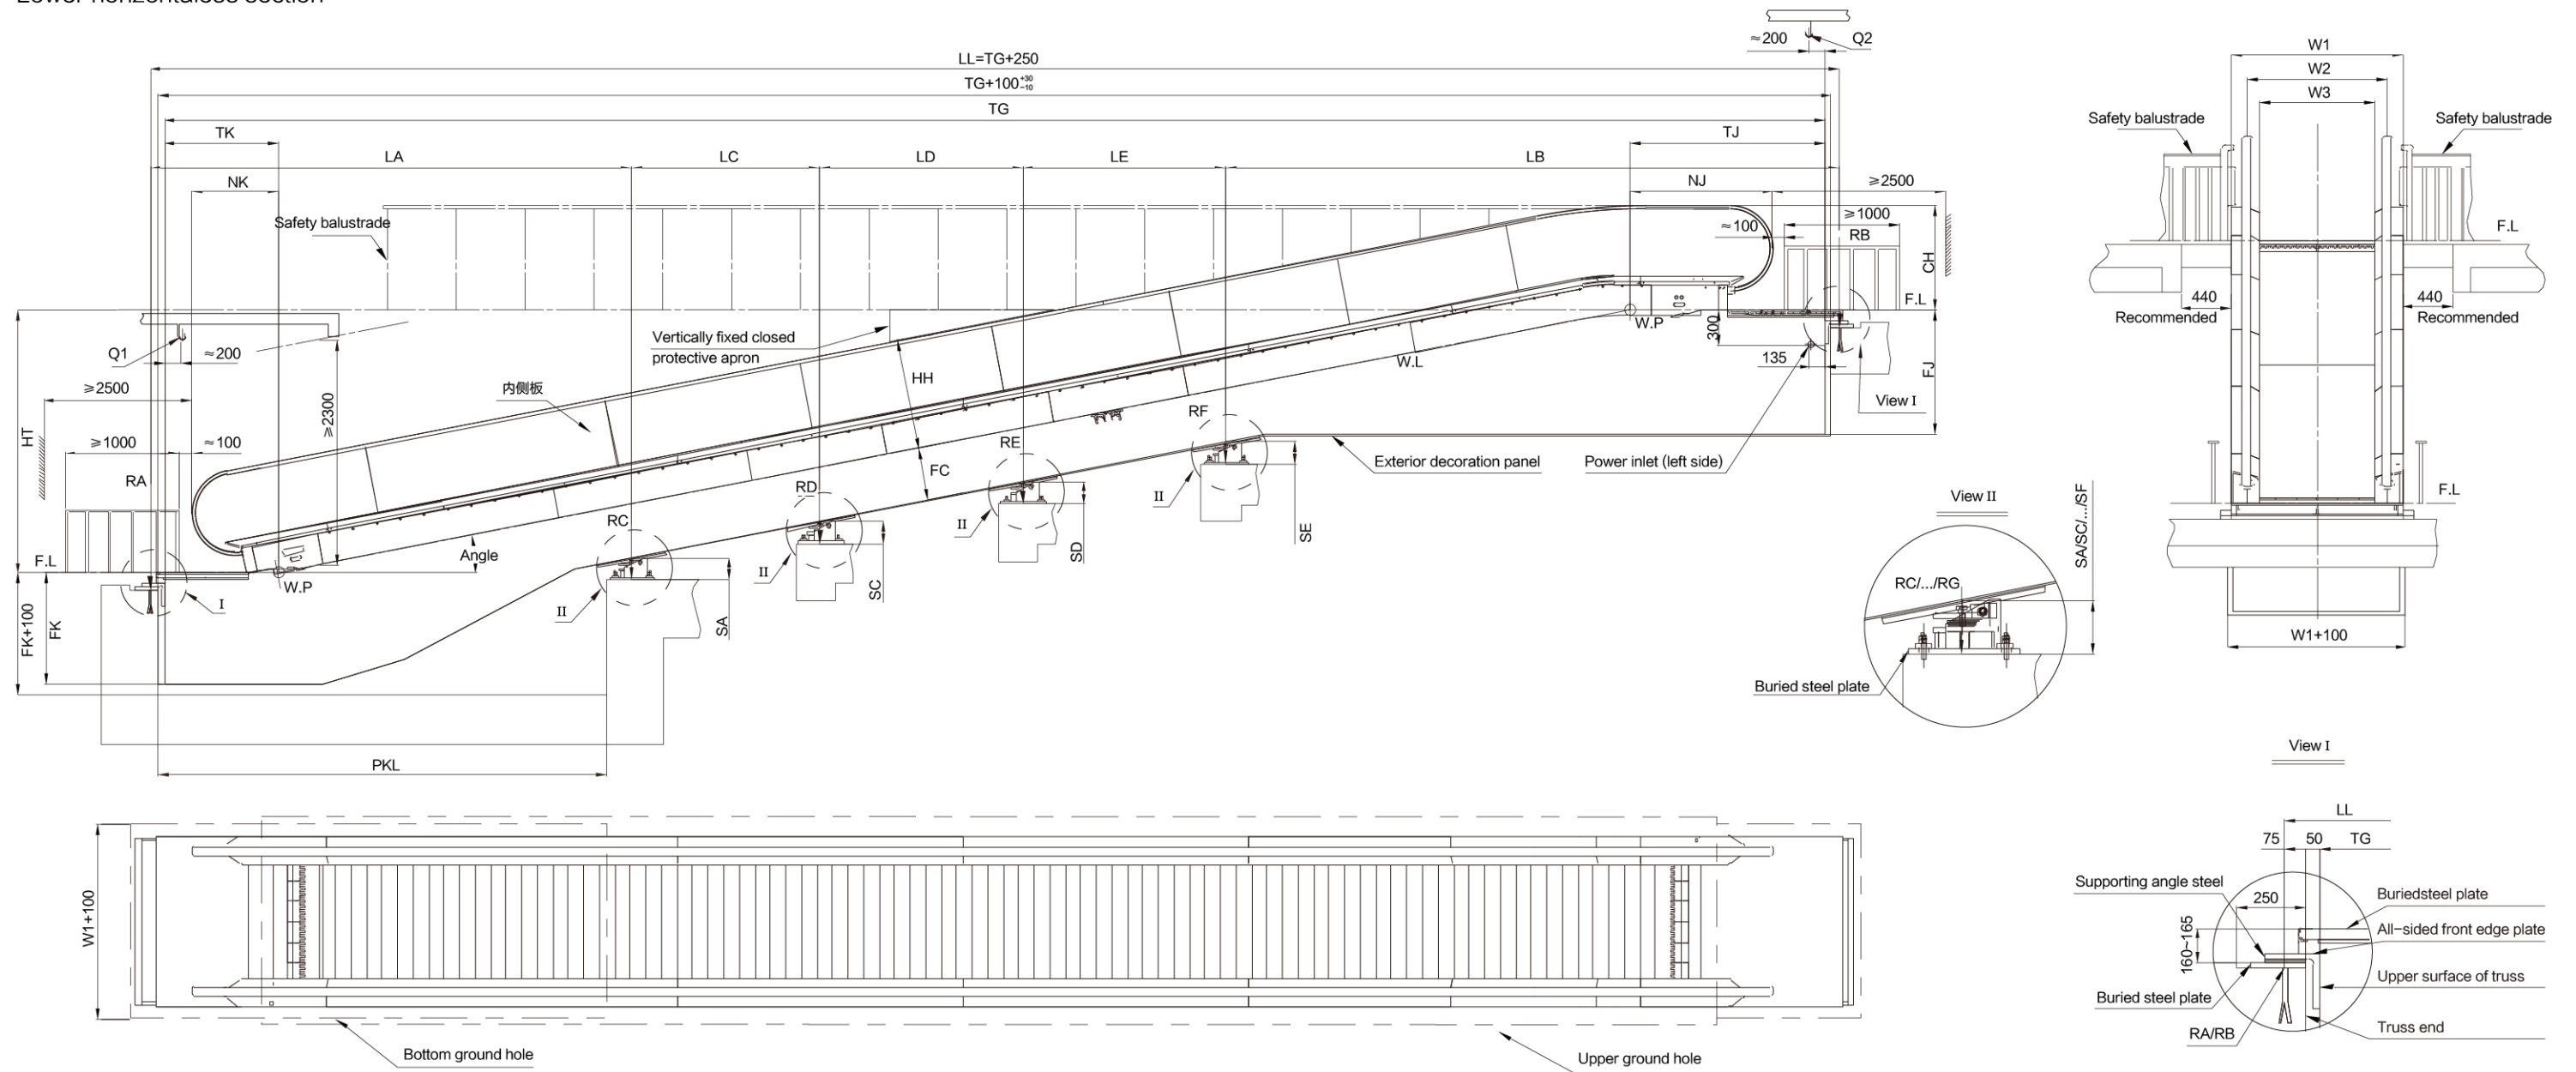 Lower horizontaloss section
LL=TG+250
TG+100+30-10
TG
TK
TJ
LA
LC
LD
LE
LB
NK
NJ
≥2500
≈200
Q2
Safety balustrade
≈100
≥1000
RB
CH
F.L
Q1
≈200
≥2500
≥2300
HT
≥1000
≈100
RA
F.L
Vertically fixed closed
protective apron
内侧板
HH
FC
W.L
W.P
300
135
FJ
View I
RF
RE
RD
RC
II
II
II
II
Exterior decoration panel
Power inlet (left side)
SE
SD
SC
SA
Angle
W.P
I
FK+100
FK
PKL
W1
W2
W3
Safety balustrade
Safety balustrade
F.L
440
Recommended
440
Recommended
F.L
W1+100
View II
RC/.../RG
SA/SC/.../SF
Buried steel plate
View I
LL
75
50
TG
Supporting angle steel
250
160~165
Buriedsteel plate
All-sided front edge plate
Upper surface of truss
Buried steel plate
RA/RB
Truss end
W1+100
Bottom ground hole
Upper ground hole